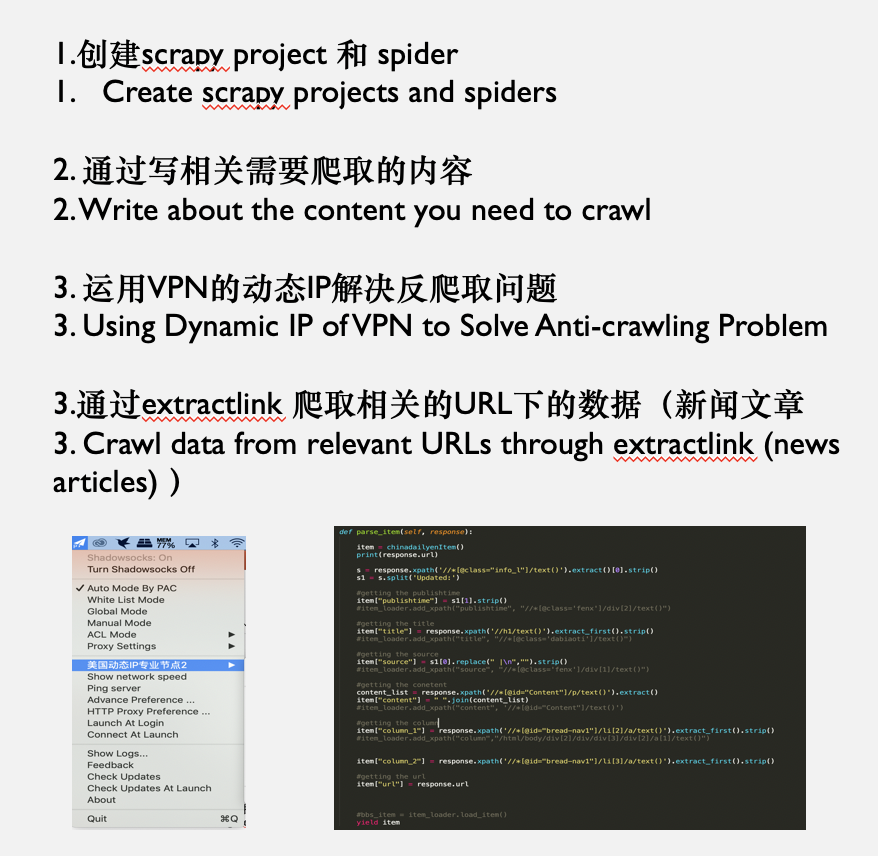 1.创建scrapy project 和 spider
1. Create scrapy projects and spiders
2. 通过写相关需要爬取的内容
2.Write about the content you need to crawl
3. 运用VPN的动态IP解决反爬取问题
3. Using Dynamic IP of VPN to Solve Anti-crawling Problem
3.通过extractlink 爬取相关的URL下的数据（新闻文章
3. Crawl data from relevant URLs through extractlink (news
articles) ）
MEM
77%
Shadowsocks: On
Turn Shadowsocks Off
✓ Auto Mode By PAC
White List Mode
Global Mode
Manual Mode
ACL Mode ▶
Proxy Settings ▶
美国动态IP专业节点2 ▶
Show network speed
Ping server
Advance Preference ...
HTTP Proxy Preference ...
Launch At Login
Connect At Launch
Show Logs...
Feedback
Check Updates
Check Updates At Launch
About
Quit ⌘Q
def parse_item(self, response):
item = chinadailyenItem()
print(response.url)
s = response.xpath('//*[@class="info_l"]/text()').extract()[0].strip()
s1 = s.split('Updated:')
#getting the publishtime
item["publishtime"] = s1[1].strip()
#item_loader.add_xpath("publishtime", "//*[@class='fenx']/div[2]/text()")
#getting the title
item["title"] = response.xpath('//h1/text()').extract_first().strip()
#item_loader.add_xpath("title", "//*[@class='dabiaoti']/text()")
#getting the source
item["source"] = s1[0].replace(" |\n","").strip()
#item_loader.add_xpath("source", "//*[@class='fenx']/div[1]/text()")
#getting the conetent
content_list = response.xpath('//*[@id="Content"]/p/text()').extract()
item["content"] = " ".join(content_list)
#item_loader.add_xpath("content", '//*[@id="Content"]/text()')
#getting the column
item["column_1"] = response.xpath('//*[@id="bread-nav1"]/li[2]/a/text()').extract_first().strip()
#item_loader.add_xpath("column","/html/body/div[2]/div/div[3]/div[2]/a[1]/text()")
item["column_2"] = response.xpath('//*[@id="bread-nav1"]/li[3]/a/text()').extract_first().strip()
#getting the url
item["url"] = response.url
#bbs_item = item_loader.load_item()
yield item